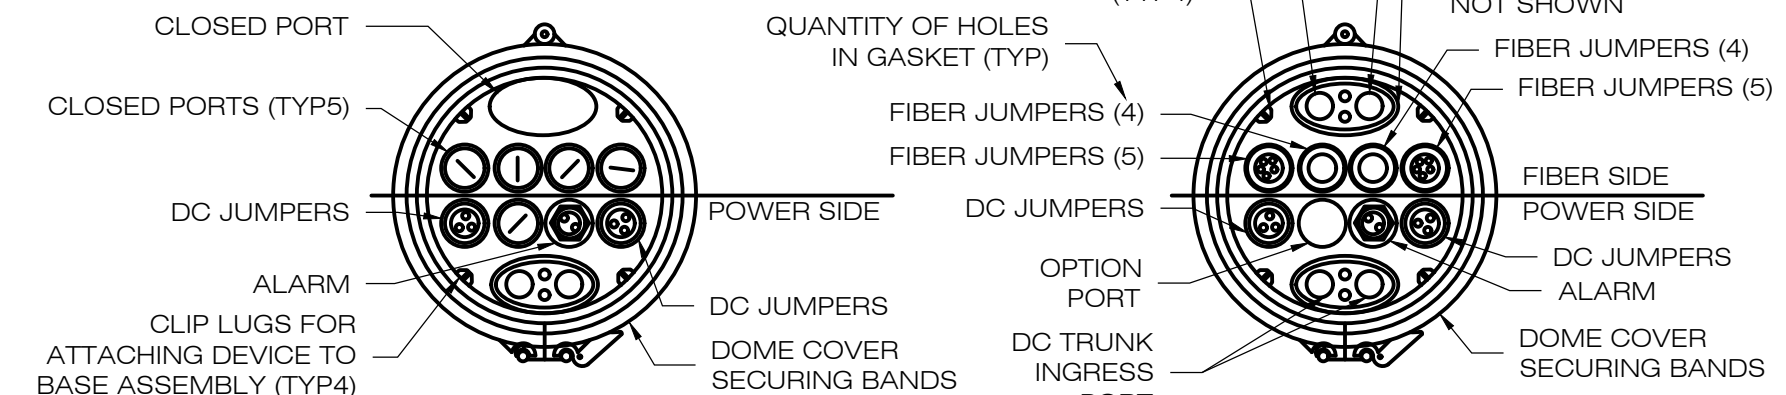 CLOSED PORT
CLOSED PORTS (TYP5)
DC JUMPERS
ALARM
CLIP LUGS FOR
ATTACHING DEVICE TO
BASE ASSEMBLY (TYP4)
POWER SIDE
DC JUMPERS
DOME COVER
SECURING BANDS
QUANTITY OF HOLES
IN GASKET (TYP)
FIBER JUMPERS (4)
FIBER JUMPERS (5)
DC JUMPERS
OPTION
PORT
DC TRUNK
INGRESS
PORT
NOT SHOWN
FIBER JUMPERS (4)
FIBER JUMPERS (5)
FIBER SIDE
POWER SIDE
DC JUMPERS
ALARM
DOME COVER
SECURING BANDS